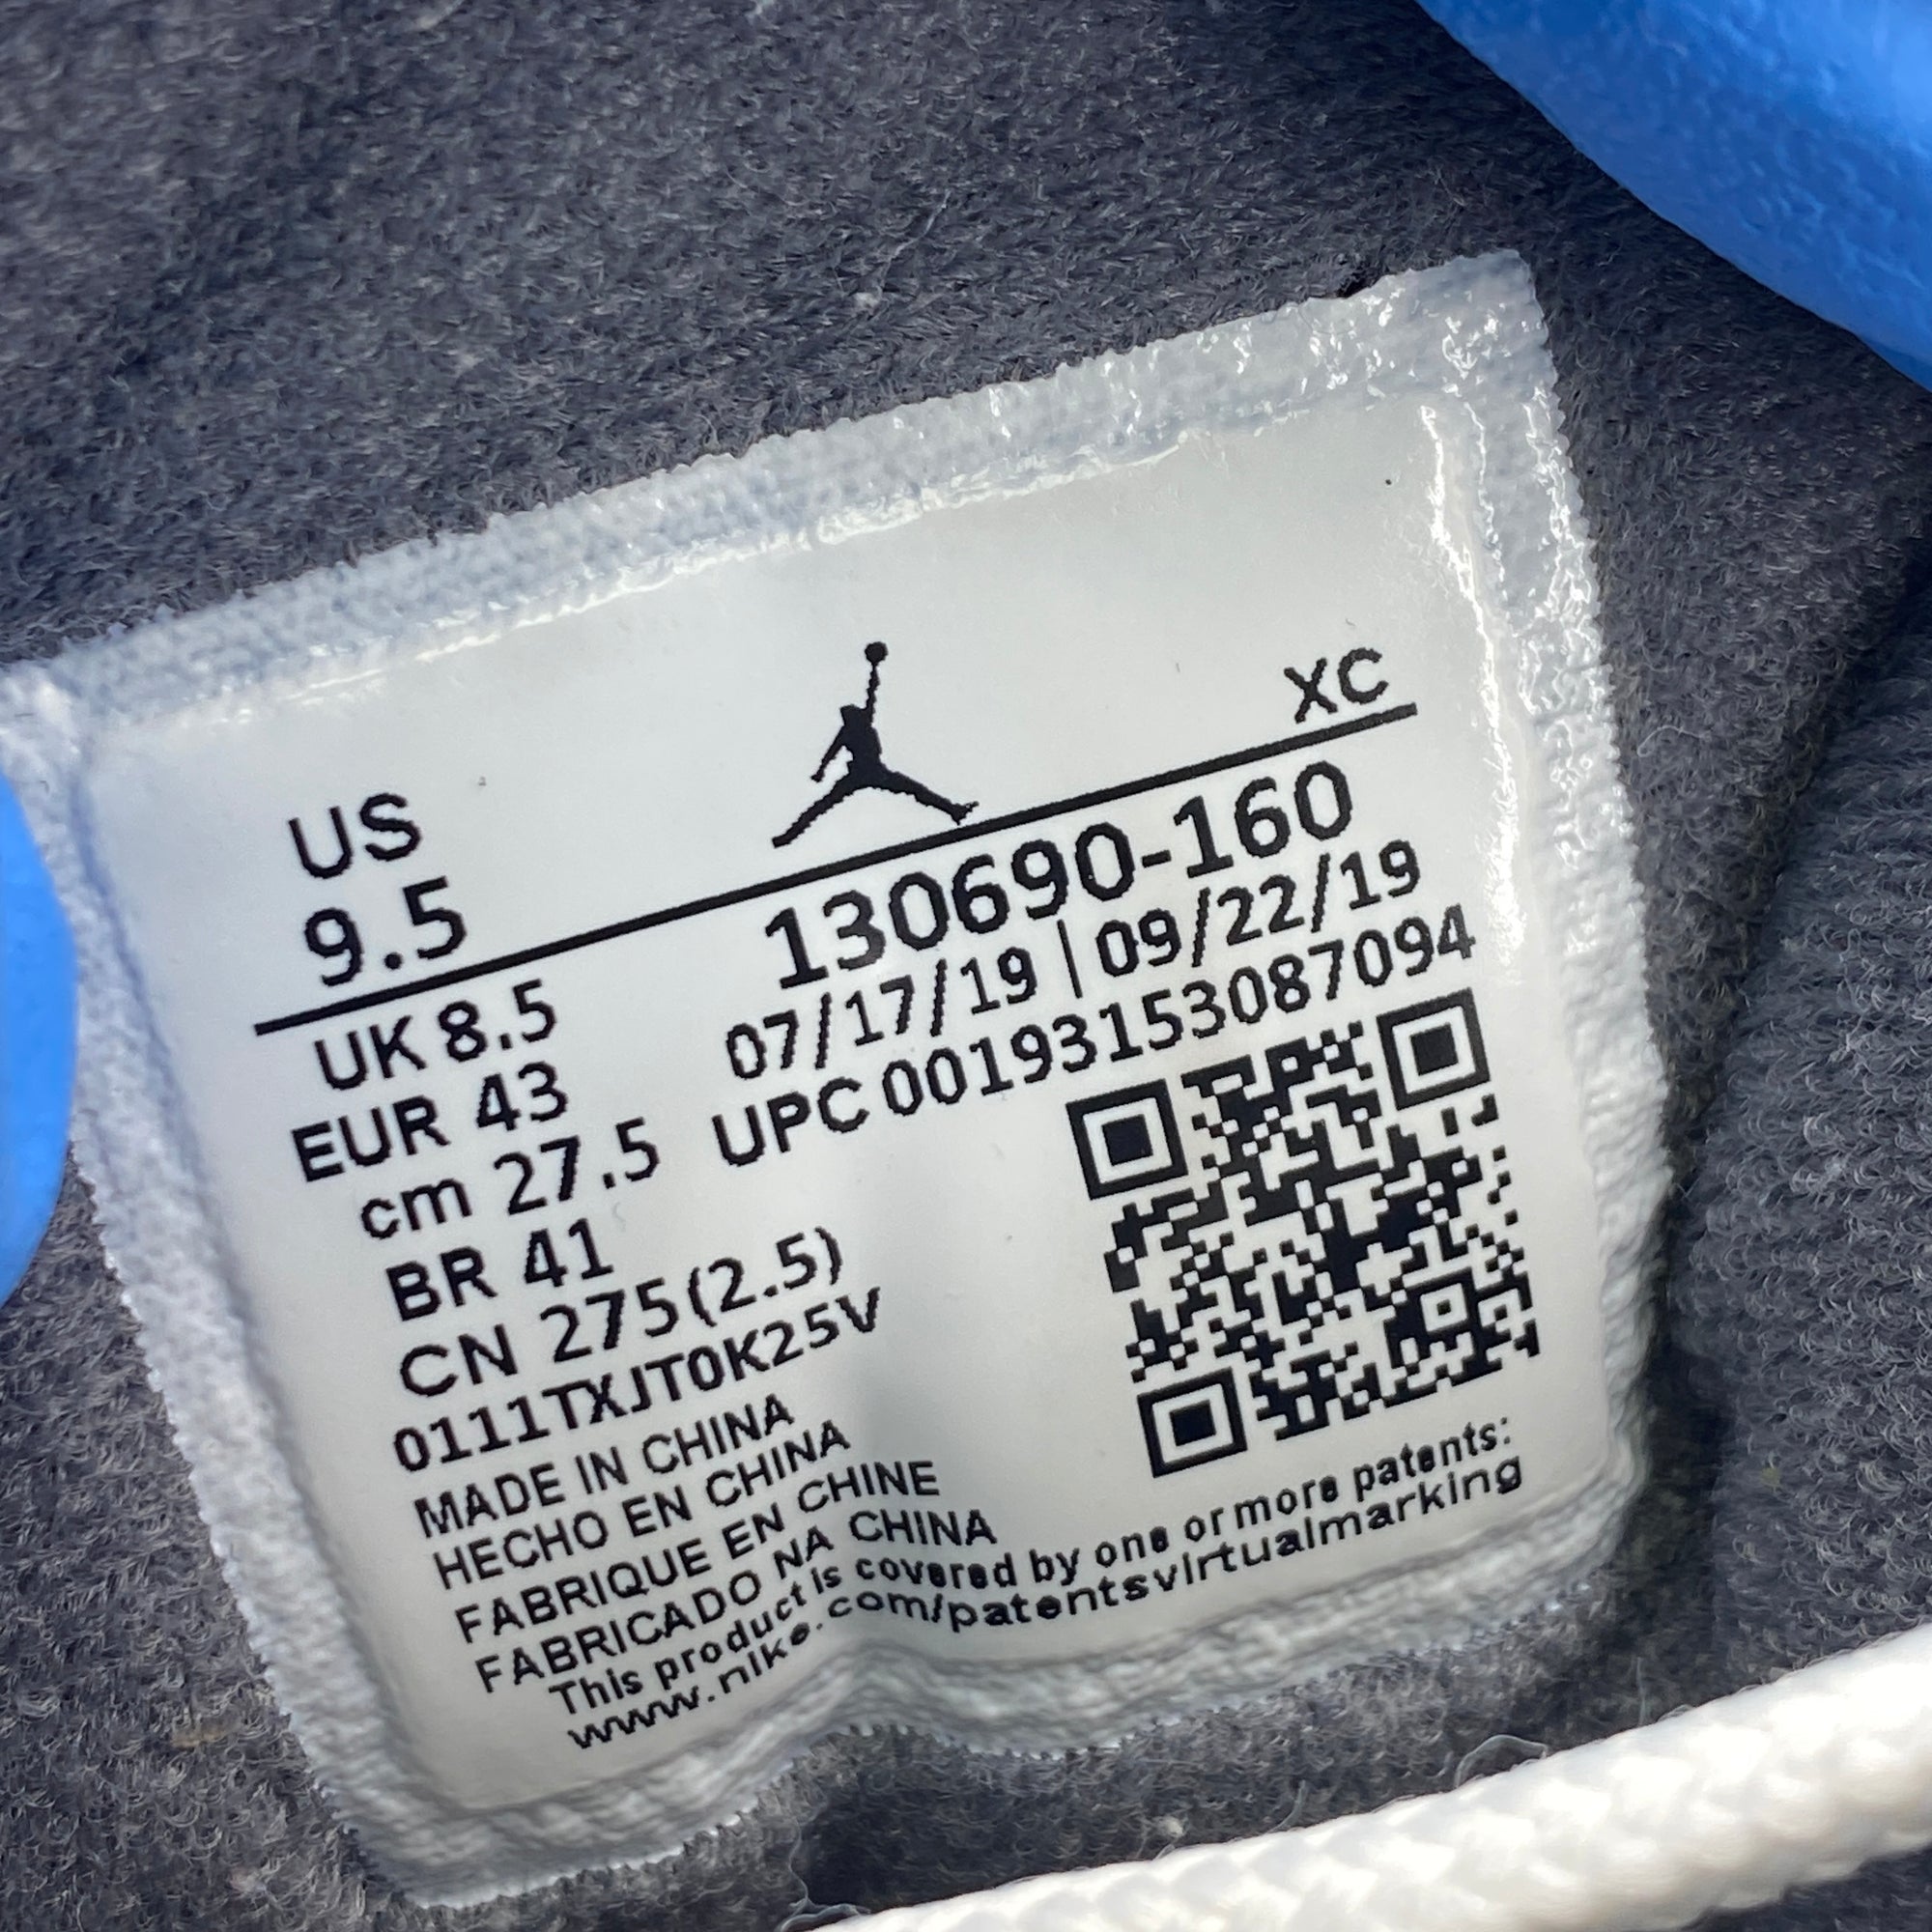 XC
US
9.5
130690-160
07/17/19 | 09/22/19
UPC 00193153087094
UK 8.5
EUR 43
cm 27.5
BR 41
CN 275(2.5)
0111TXJT0K25V
MADE IN CHINA
HECHO EN CHINA
FABRIQUE EN CHINE
FABRICADO NA CHINA
This product is covered by one or more patents:
www.nike.com/patentsvirtualmarking